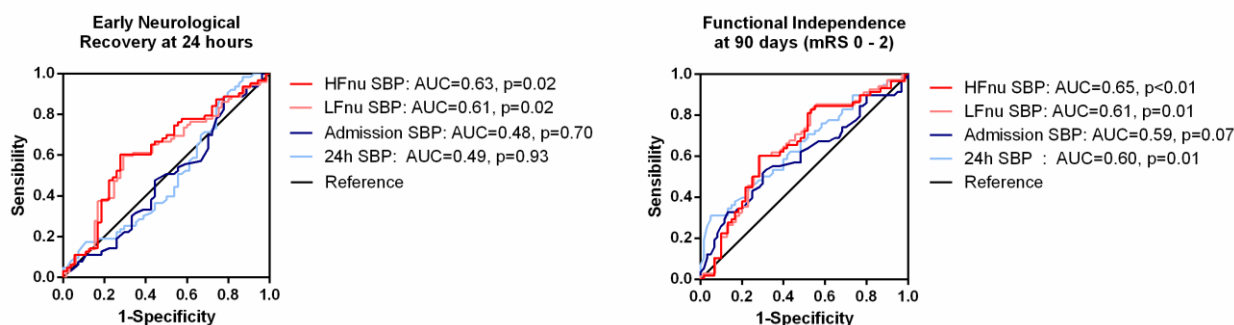 Early Neurological
Recovery at 24 hours
1.0
0.8
0.6
0.4
0.2
0.0
Sensibility
0.0 0.2 0.4 0.6 0.8 1.0
1-Specificity
HFnu SBP: AUC=0.63, p=0.02
LFnu SBP: AUC=0.61, p=0.02
Admission SBP: AUC=0.48, p=0.70
24h SBP: AUC=0.49, p=0.93
Reference
Functional Independence
at 90 days (mRS 0 - 2)
1.0
0.8
0.6
0.4
0.2
0.0
Sensibility
0.0 0.2 0.4 0.6 0.8 1.0
1-Specificity
HFnu SBP: AUC=0.65, p<0.01
LFnu SBP: AUC=0.61, p=0.01
Admission SBP: AUC=0.59, p=0.07
24h SBP : AUC=0.60, p=0.01
Reference